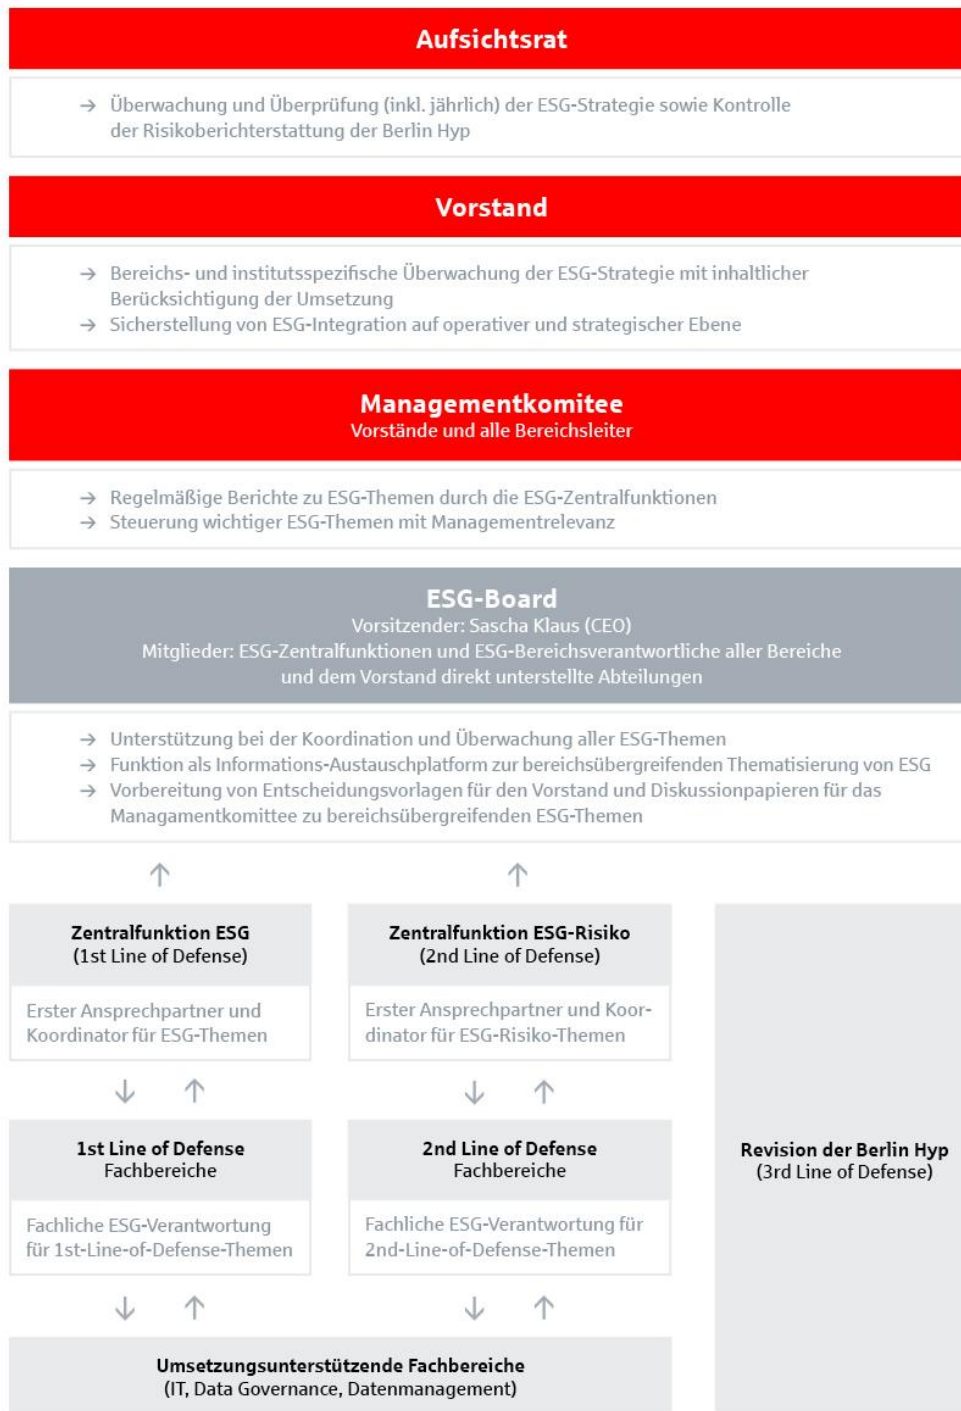 Aufsichtsrat
→ Überwachung und Überprüfung (inkl. jährlich) der ESG-Strategie sowie Kontrolle
der Risikoberichterstattung der Berlin Hyp
Vorstand
→ Bereichs- und institutsspezifische Überwachung der ESG-Strategie mit inhaltlicher
Berücksichtigung der Umsetzung
→ Sicherstellung von ESG-Integration auf operativer und strategischer Ebene
Managementkomitee
Vorstände und alle Bereichsleiter
→ Regelmäßige Berichte zu ESG-Themen durch die ESG-Zentralfunktionen
→ Steuerung wichtiger ESG-Themen mit Managementrelevanz
ESG-Board
Vorsitzender: Sascha Klaus (CEO)
Mitglieder: ESG-Zentralfunktionen und ESG-Bereichsverantwortliche aller Bereiche
und dem Vorstand direkt unterstellte Abteilungen
→ Unterstützung bei der Koordination und Überwachung aller ESG-Themen
→ Funktion als Informations-Austauschplatform zur bereichsübergreifenden Thematisierung von ESG
→ Vorbereitung von Entscheidungsvorlagen für den Vorstand und Diskussionpapieren für das
Managamentkomittee zu bereichsübergreifenden ESG-Themen
Zentralfunktion ESG
(1st Line of Defense)
Erster Ansprechpartner und
Koordinator für ESG-Themen
Zentralfunktion ESG-Risiko
(2nd Line of Defense)
Erster Ansprechpartner und Koor-
dinator für ESG-Risiko-Themen
1st Line of Defense
Fachbereiche
Fachliche ESG-Verantwortung
für 1st-Line-of-Defense-Themen
2nd Line of Defense
Fachbereiche
Fachliche ESG-Verantwortung für
2nd-Line-of-Defense-Themen
Revision der Berlin Hyp
(3rd Line of Defense)
Umsetzungsunterstützende Fachbereiche
(IT, Data Governance, Datenmanagement)